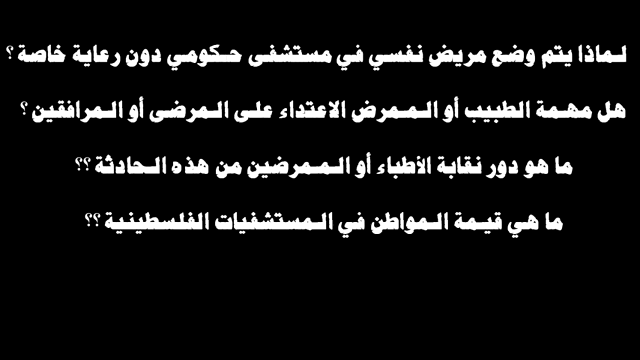 لماذا يتم وضع مريض نفسي في مستشفى حكومي دون رعاية خاصة ؟
هل مهمة الطبيب أو الممرض الاعتداء على المرضى أو المرافقين ؟
ما هو دور نقابة الأطباء أو الممرضين من هذه الحادثة ؟؟
ما هي قيمة المواطن في المستشفيات الفلسطينية ؟؟